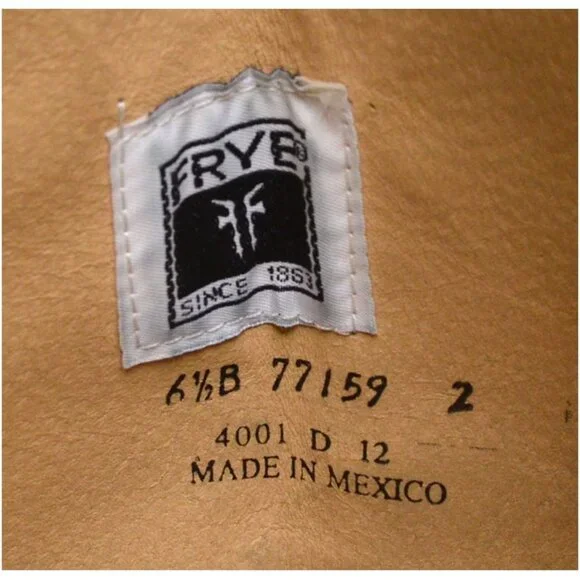 FRYE®
SINCE 1863
6½B 77159 2
4001 D 12
MADE IN MEXICO